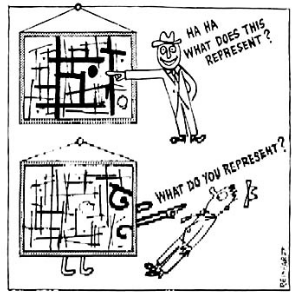 HA HA
WHAT DOES THIS
REPRESENT?
WHAT DO YOU REPRESENT?